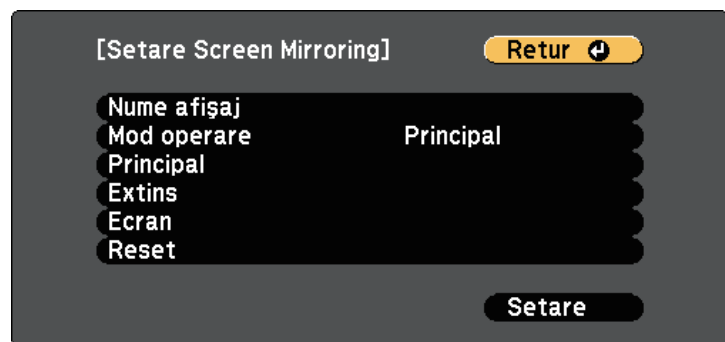 [Setare Screen Mirroring] Retur
Nume afişaj
Mod operare Principal
Principal
Extins
Ecran
Reset
Setare